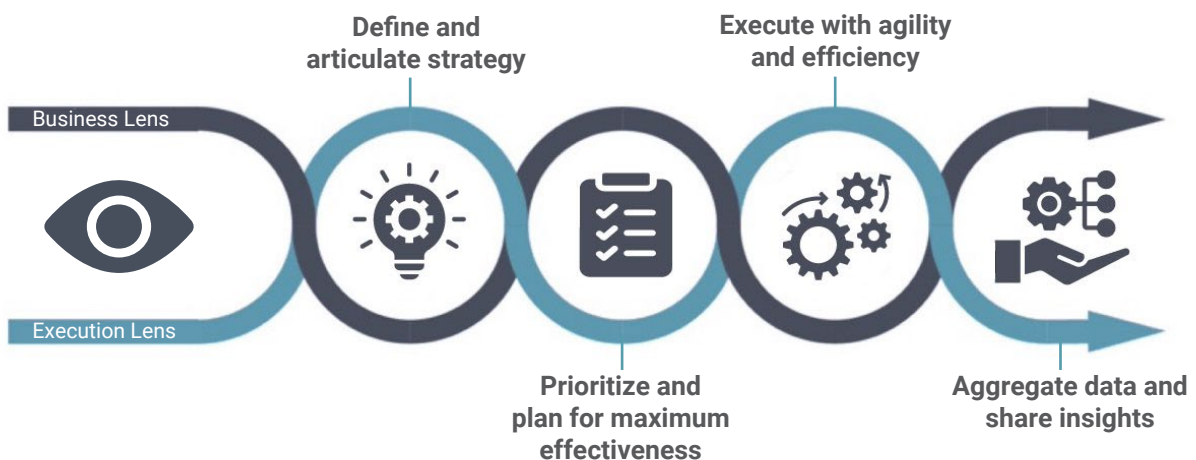 Define and
articulate strategy
Execute with agility
and efficiency
Business Lens
Execution Lens
Prioritize and
plan for maximum
effectiveness
Aggregate data and
share insights